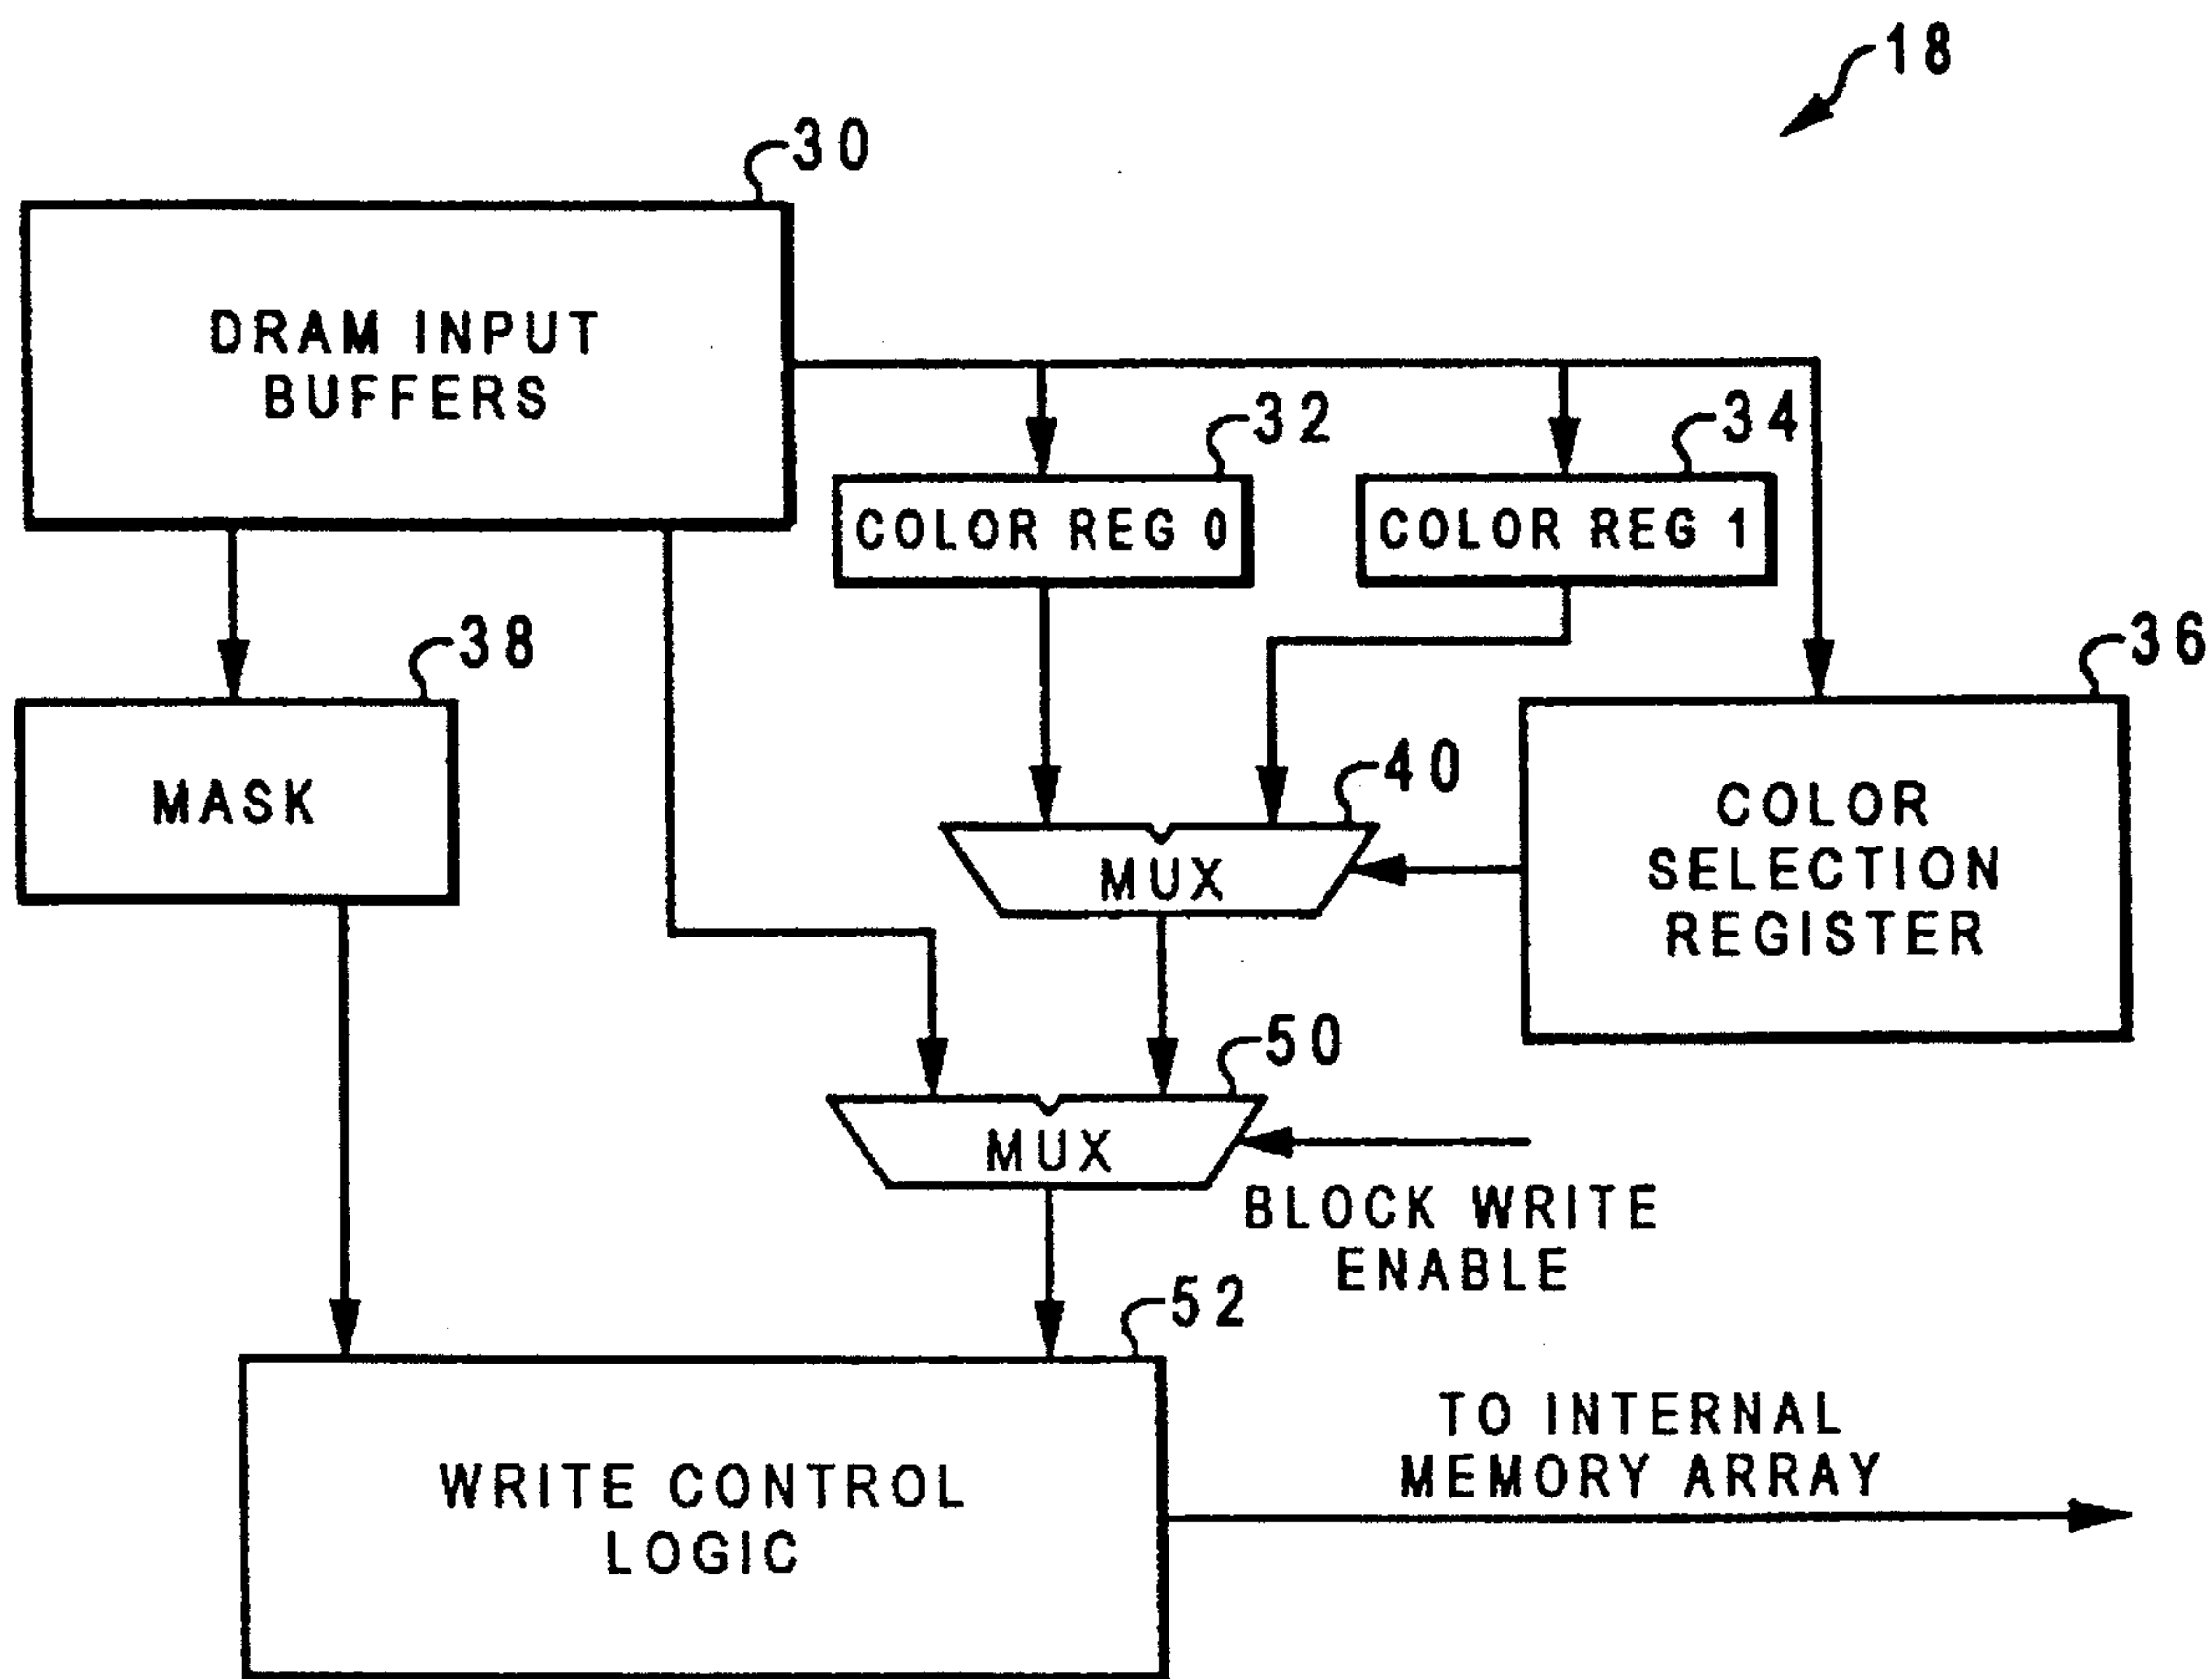 18
30
DRAM INPUT
BUFFERS
32
34
COLOR REG 0
COLOR REG 1
38
36
MASK
40
MUX
COLOR
SELECTION
REGISTER
50
MUX
BLOCK WRITE
ENABLE
52
TO INTERNAL
MEMORY ARRAY
WRITE CONTROL
LOGIC